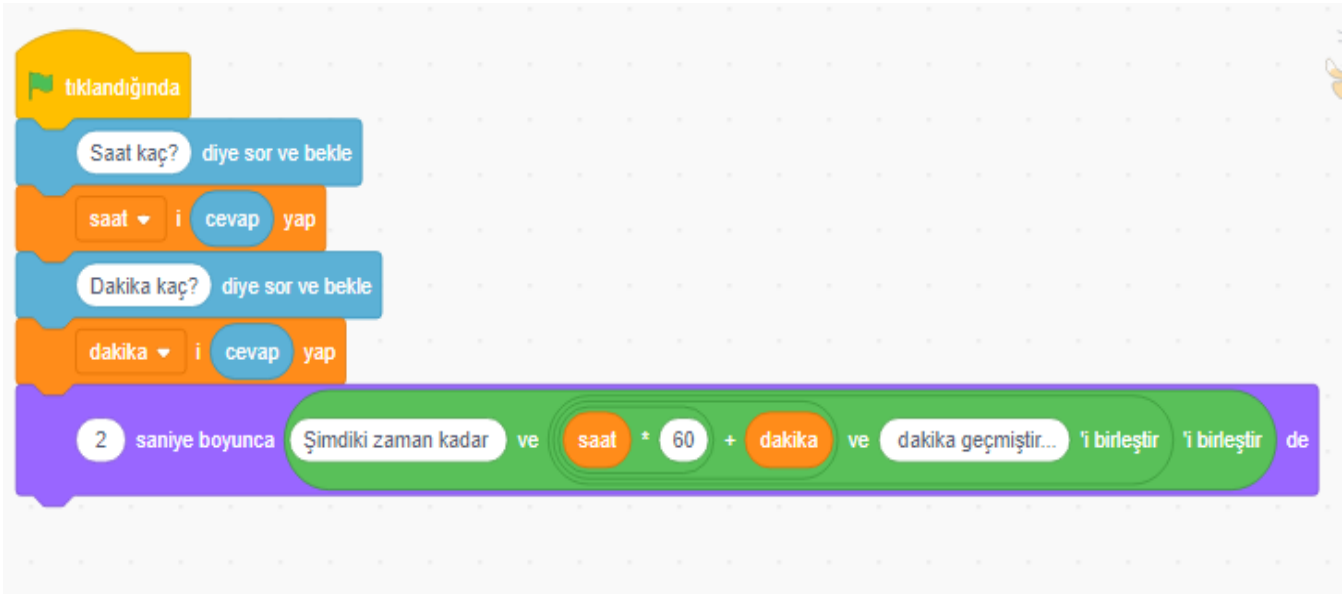 tıklandığında
Saat kaç? diye sor ve bekle
saat i cevap yap
Dakika kaç? diye sor ve bekle
dakika i cevap yap
2 saniye boyunca Şimdiki zaman kadar ve saat * 60 + dakika ve dakika geçmiştir... 'i birleştir 'i birleştir de